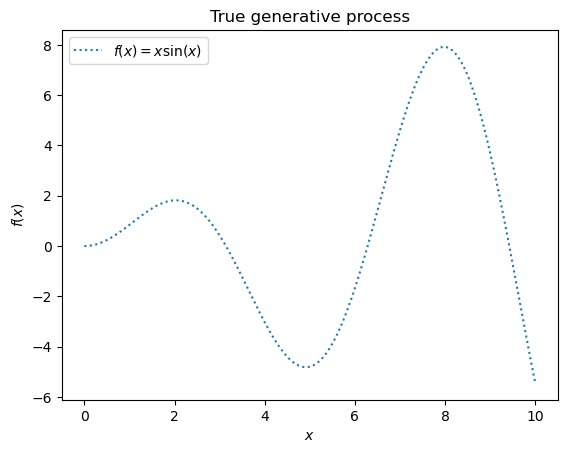 True generative process
f(x) = x sin(x)
8
6
4
2
0
−2
−4
−6
f(x)
0 2 4 6 8 10
x